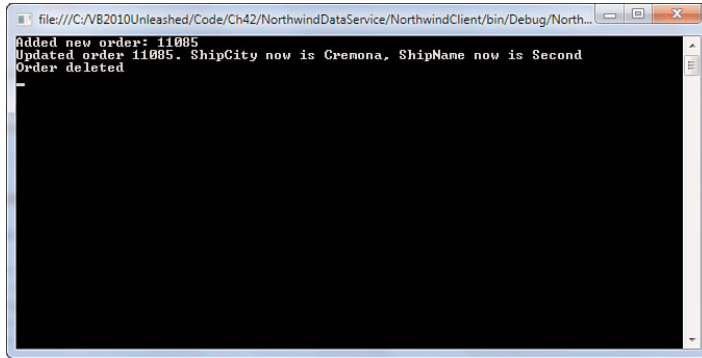 file:///C:/VB2010Unleashed/Code/Ch42/NorthwindDataService/NorthwindClient/bin/Debug/North...
Added new order: 11085
Updated order 11085. ShipCity now is Cremona, ShipName now is Second
Order deleted